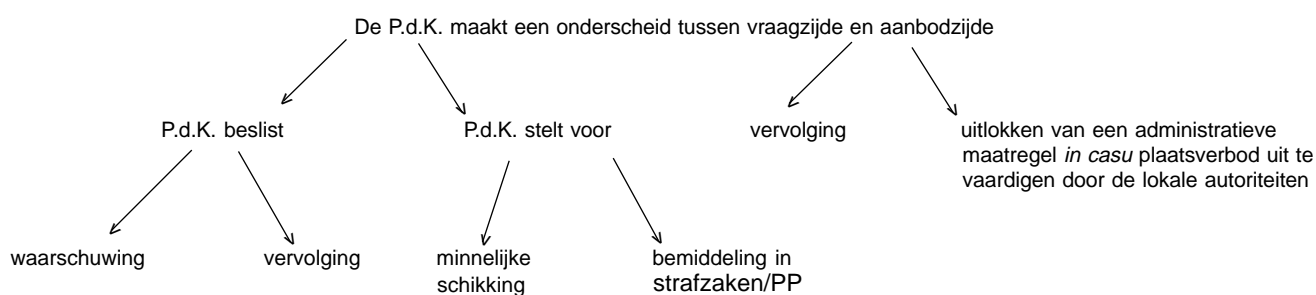 De P.d.K. maakt een onderscheid tussen vraagzijde en aanbodzijde
P.d.K. beslist
P.d.K. stelt voor
vervolging
uitlokken van een administratieve
maatregel in casu plaatsverbod uit te
vaardigen door de lokale autoriteiten
waarschuwing
vervolging
minnelijke
schikking
bemiddeling in
strafzaken/PP